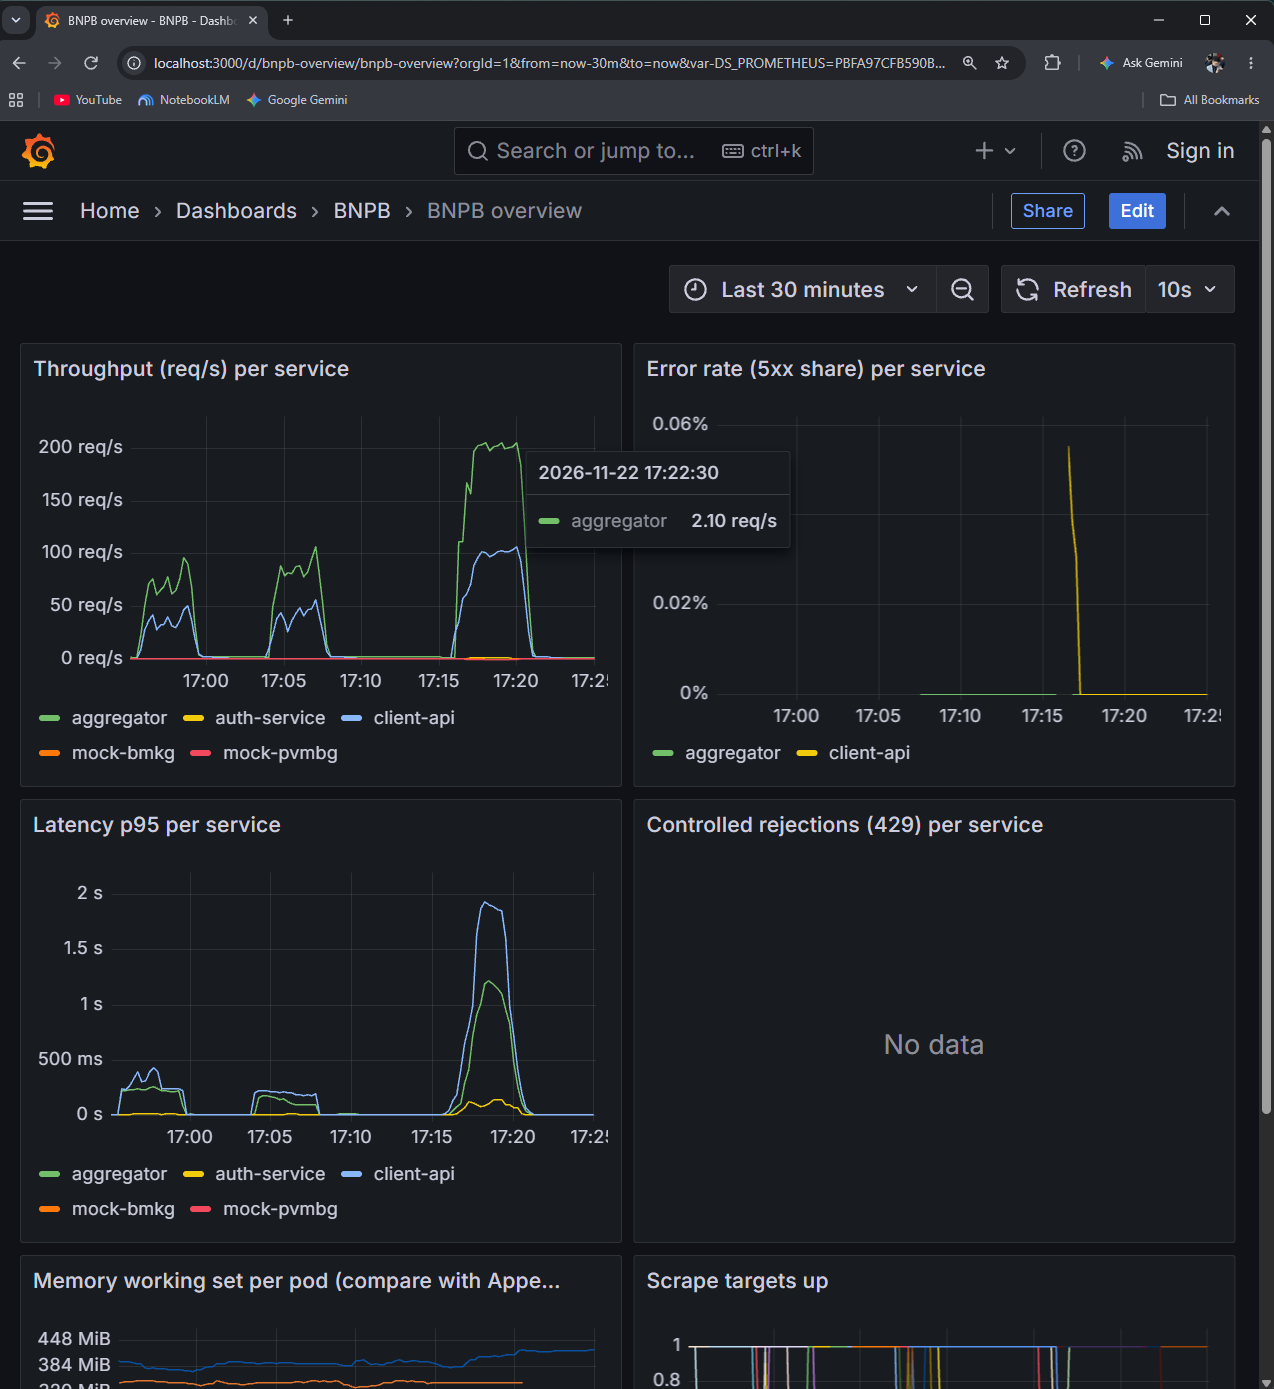 BNPB overview - BNPB - Dashb
localhost:3000/d/bnpb-overview/bnpb-overview?orgId=1&from=now-30m&to=now&var-DS_PROMETHEUS=PBFA97CFB590B...
Ask Gemini
YouTube
NotebookLM
Google Gemini
All Bookmarks
Search or jump to...
ctrl+k
Sign in
Home › Dashboards › BNPB › BNPB overview
Share
Edit
Last 30 minutes
Refresh
10s
Throughput (req/s) per service
200 req/s
150 req/s
100 req/s
50 req/s
0 req/s
17:00 17:05 17:10 17:15 17:20 17:25
aggregator auth-service client-api
mock-bmkg mock-pvmbg
2026-11-22 17:22:30
aggregator 2.10 req/s
Error rate (5xx share) per service
0.06%
0.02%
0%
17:00 17:05 17:10 17:15 17:20 17:25
aggregator client-api
Latency p95 per service
2 s
1.5 s
1 s
500 ms
0 s
17:00 17:05 17:10 17:15 17:20 17:25
aggregator auth-service client-api
mock-bmkg mock-pvmbg
Controlled rejections (429) per service
No data
Memory working set per pod (compare with Appe...
448 MiB
384 MiB
320 MiB
Scrape targets up
1
0.8